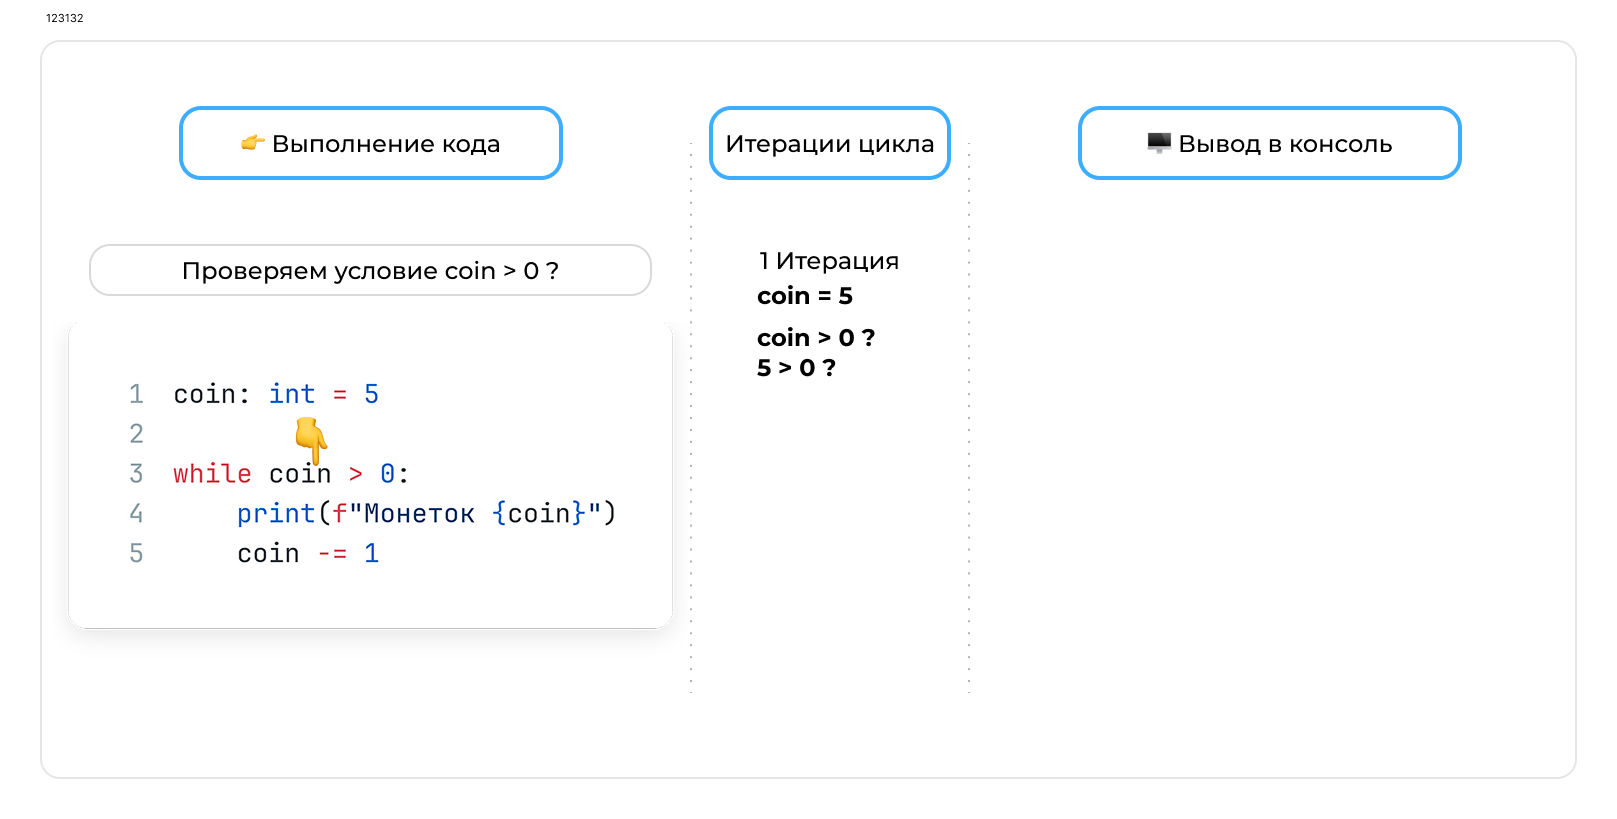 123132
👉 Выполнение кода
Итерации цикла
🖥 Вывод в консоль
Проверяем условие coin > 0 ?
1 coin: int = 5
2
3 while coin > 0:
4     print(f"Монеток {coin}")
5     coin -= 1
1 Итерация
coin = 5
coin > 0 ?
5 > 0 ?